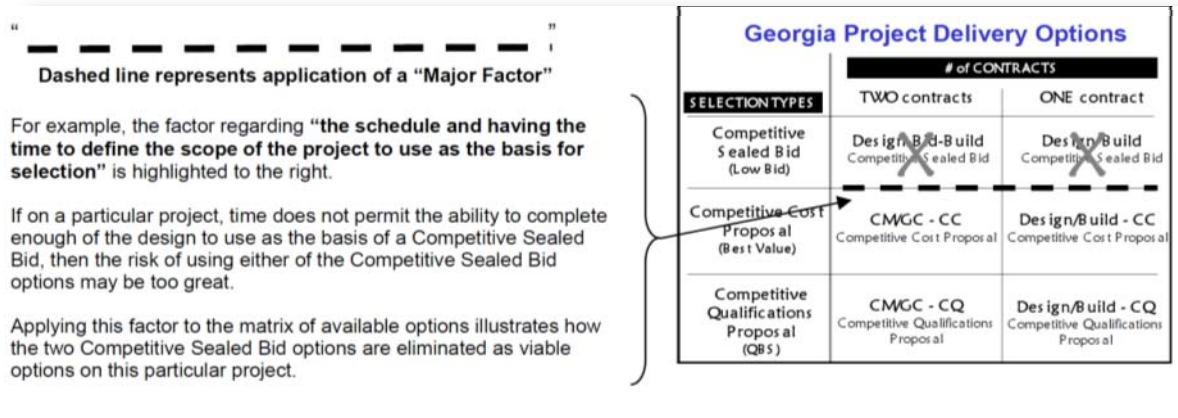 “ ”
Dashed line represents application of a “Major Factor”
For example, the factor regarding “the schedule and having the
time to define the scope of the project to use as the basis for
selection” is highlighted to the right.
If on a particular project, time does not permit the ability to complete
enough of the design to use as the basis of a Competitive Sealed
Bid, then the risk of using either of the Competitive Sealed Bid
options may be too great.
Applying this factor to the matrix of available options illustrates how
the two Competitive Sealed Bid options are eliminated as viable
options on this particular project.
Georgia Project Delivery Options
# of CONTRACTS
SELECTION TYPES
TWO contracts
ONE contract
Competitive
Sealed Bid
(Low Bid)
Design-Bid-Build
Competitive Sealed Bid
Design/Build
Competitive Sealed Bid
Competitive Cost
Proposal
(Best Value)
CM/GC - CC
Competitive Cost Proposal
Design/Build - CC
Competitive Cost Proposal
Competitive
Qualifications
Proposal
(QBS)
CM/GC - CQ
Competitive Qualifications
Proposal
Design/Build - CQ
Competitive Qualifications
Proposal